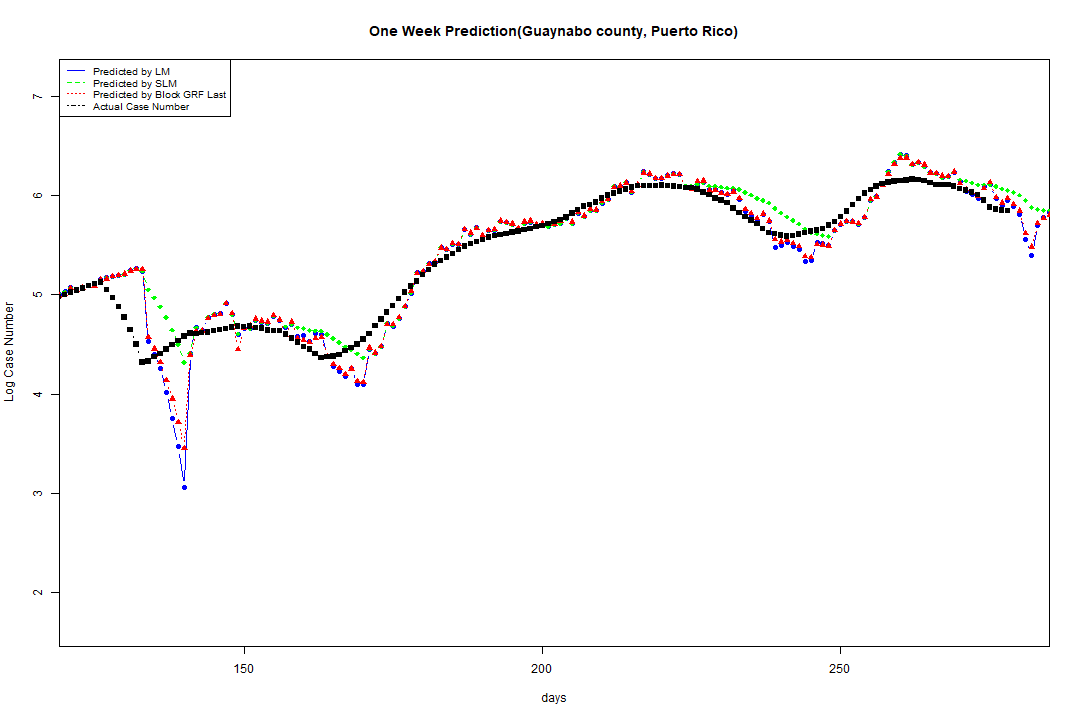 One Week Prediction(Guaynabo county, Puerto Rico)
Predicted by LM
Predicted by SLM
Predicted by Block GRF Last
Actual Case Number
7
6
5
4
3
2
Log Case Number
150
200
250
days